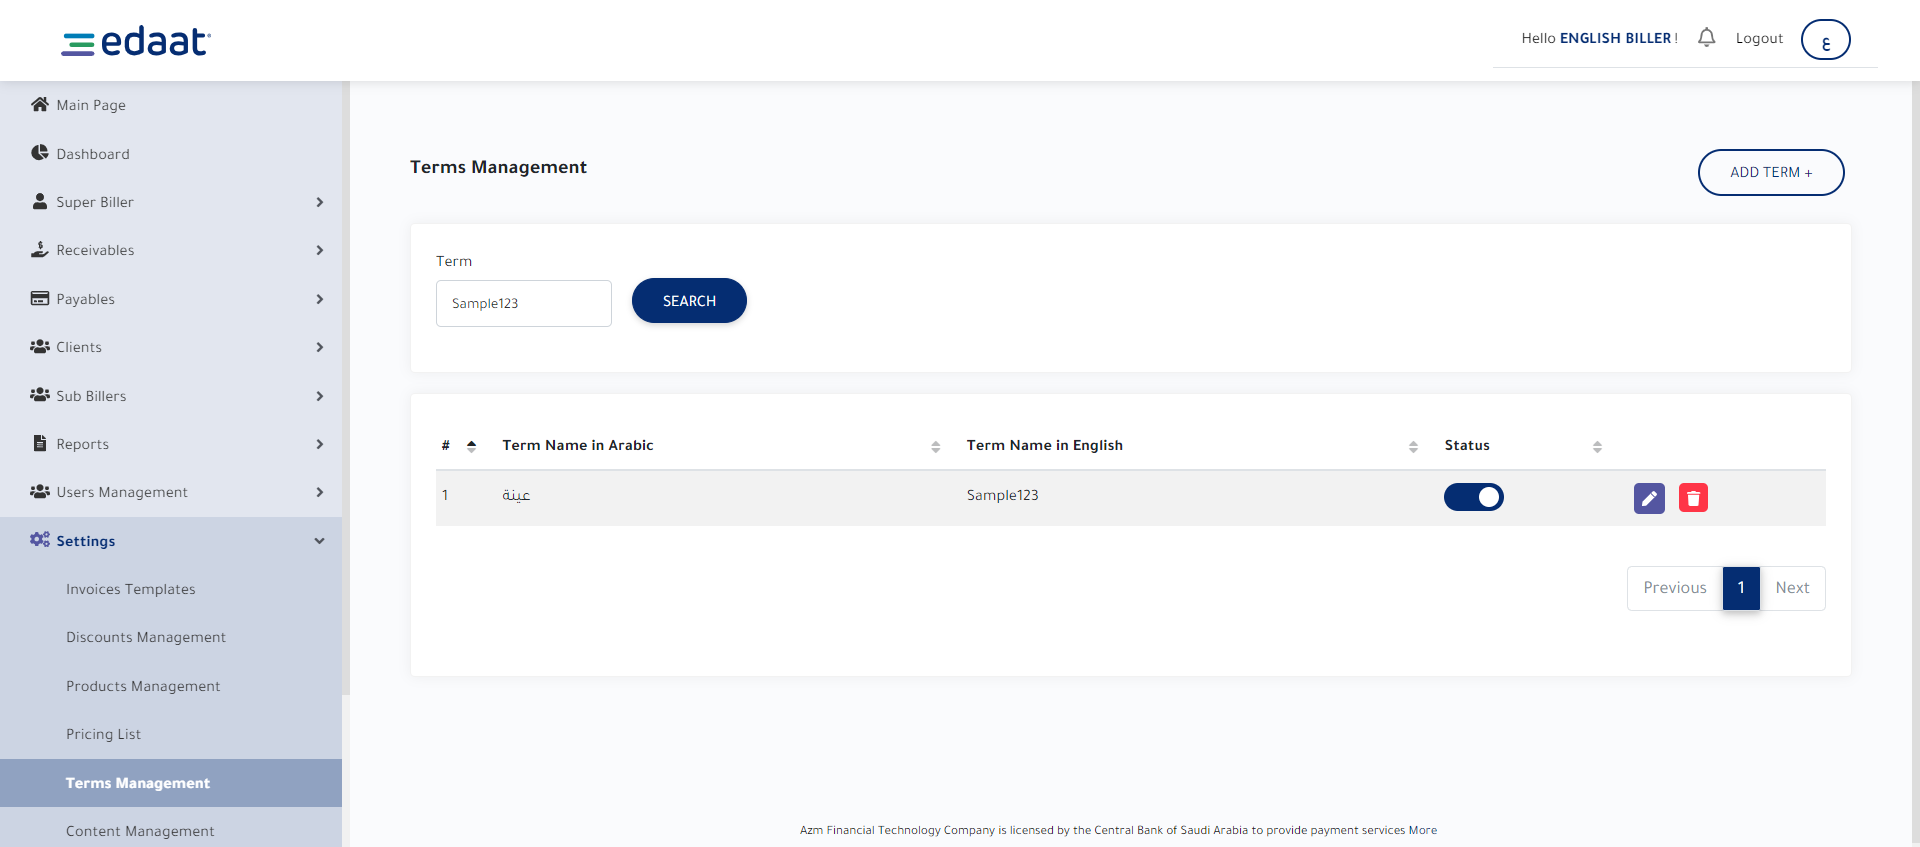 edaat
Hello ENGLISH BILLER !
Logout
ع
Main Page
Dashboard
Super Biller
Receivables
Payables
Clients
Sub Billers
Reports
Users Management
Settings
Invoices Templates
Discounts Management
Products Management
Pricing List
Terms Management
Content Management
Terms Management
ADD TERM +
Term
Sample123
SEARCH
# Term Name in Arabic Term Name in English Status
1 عينة Sample123
Previous 1 Next
Azm Financial Technology Company is licensed by the Central Bank of Saudi Arabia to provide payment services More